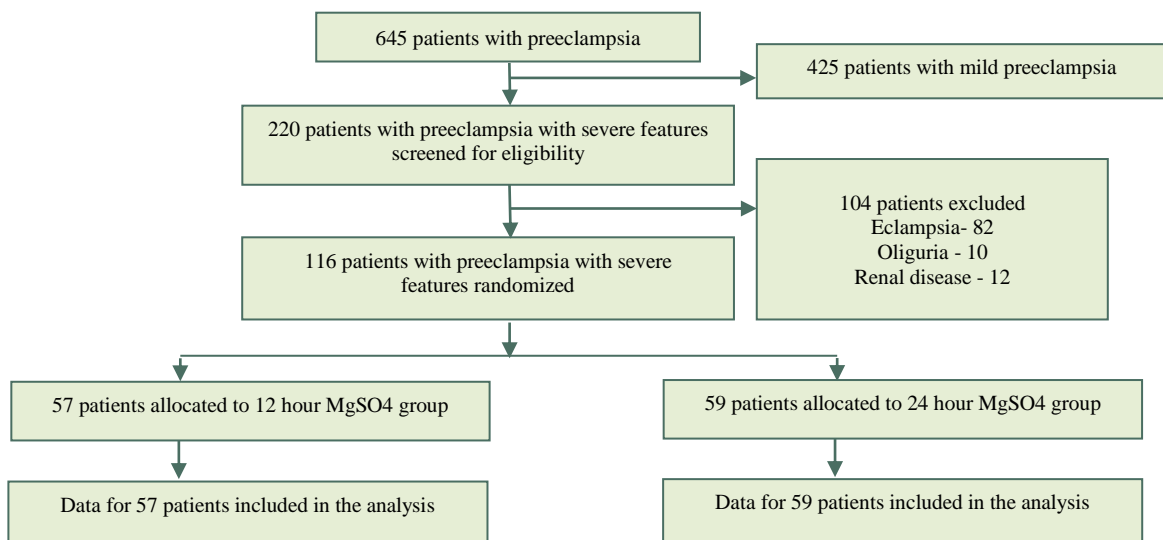 645 patients with preeclampsia
425 patients with mild preeclampsia
220 patients with preeclampsia with severe features
screened for eligibility
104 patients excluded
Eclampsia- 82
Oliguria - 10
Renal disease - 12
116 patients with preeclampsia with severe
features randomized
57 patients allocated to 12 hour MgSO4 group
59 patients allocated to 24 hour MgSO4 group
Data for 57 patients included in the analysis
Data for 59 patients included in the analysis